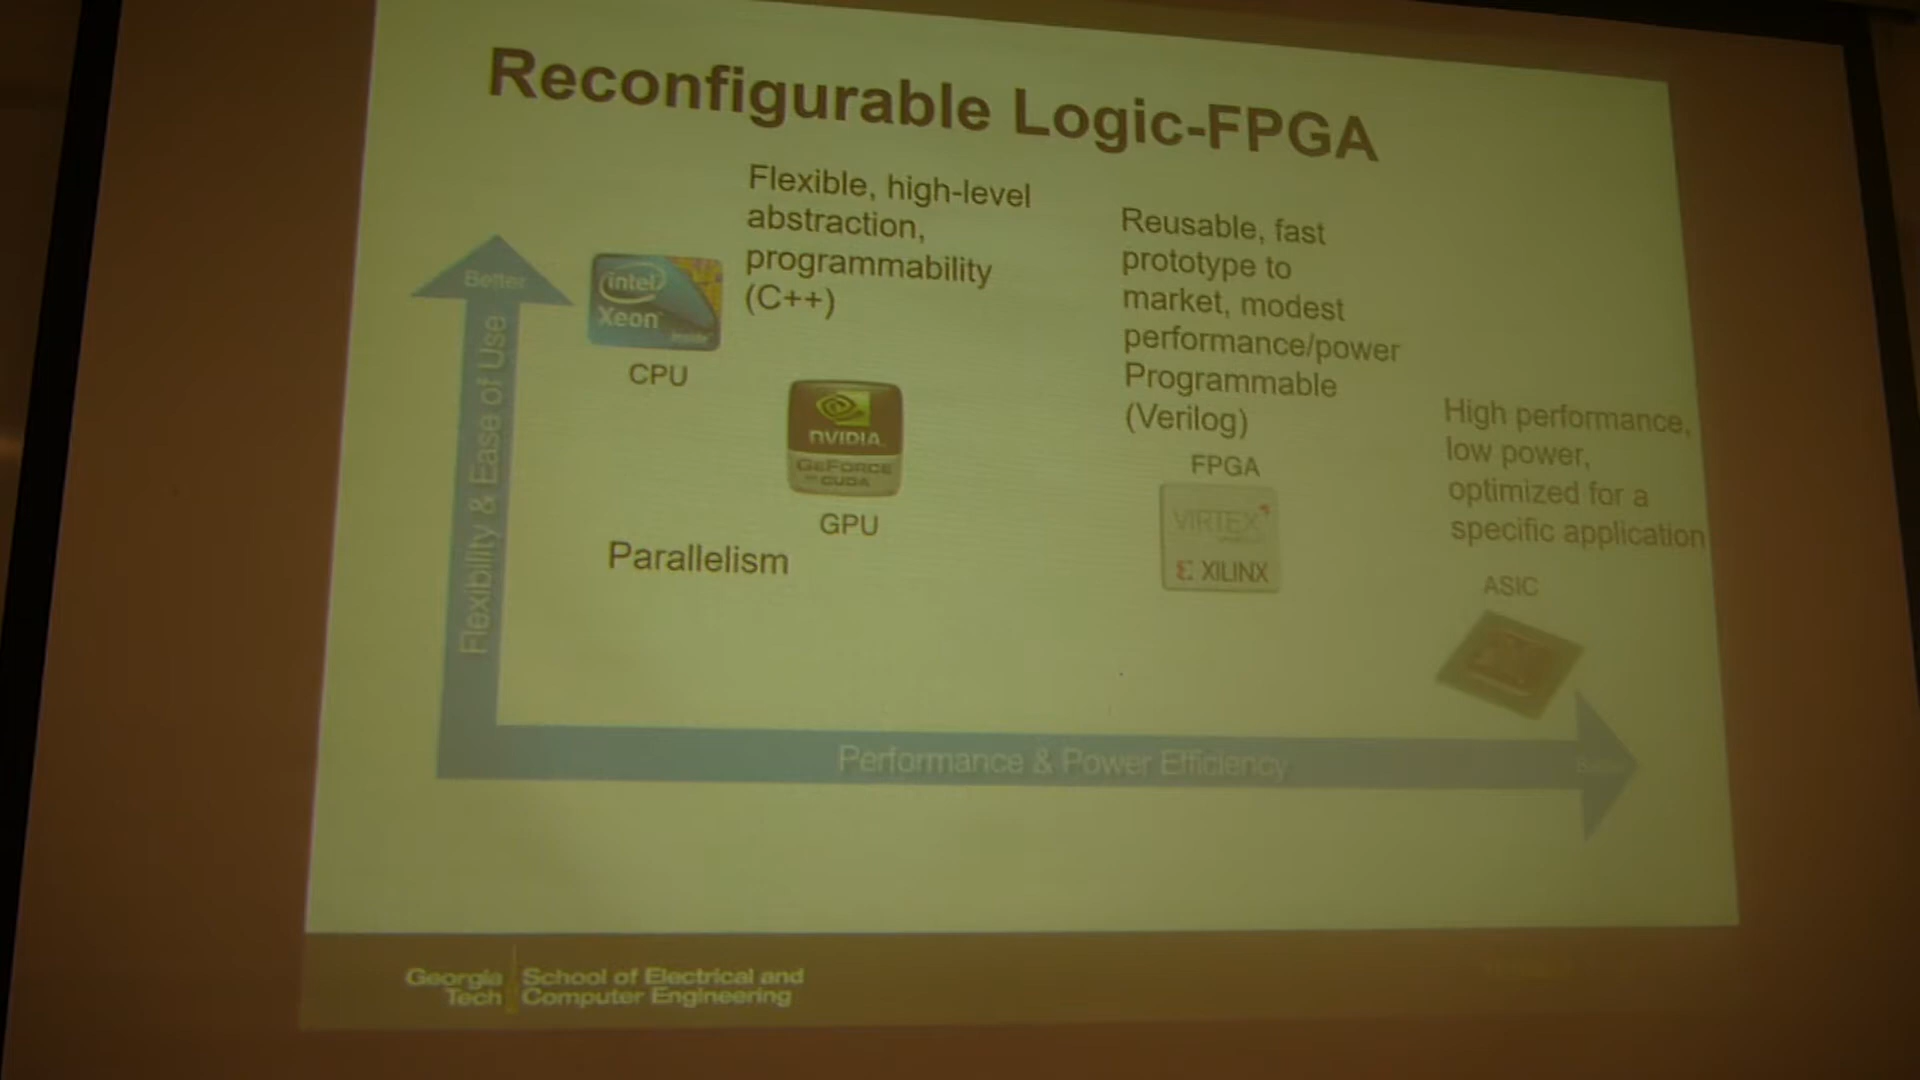 Reconfigurable Logic-FPGA
Flexible, high-level
abstraction,
programmability
(C++)
Reusable, fast
prototype to
market, modest
performance/power
Programmable
(Verilog)
High performance,
low power,
optimized for a
specific application
Better
Flexibility & Ease of Use
intel
Xeon
inside
CPU
NVIDIA
GEFORCE
CUDA
GPU
Parallelism
FPGA
VIRTEX
XILINX
ASIC
Performance & Power Efficiency
Better
Georgia
Tech
School of Electrical and
Computer Engineering